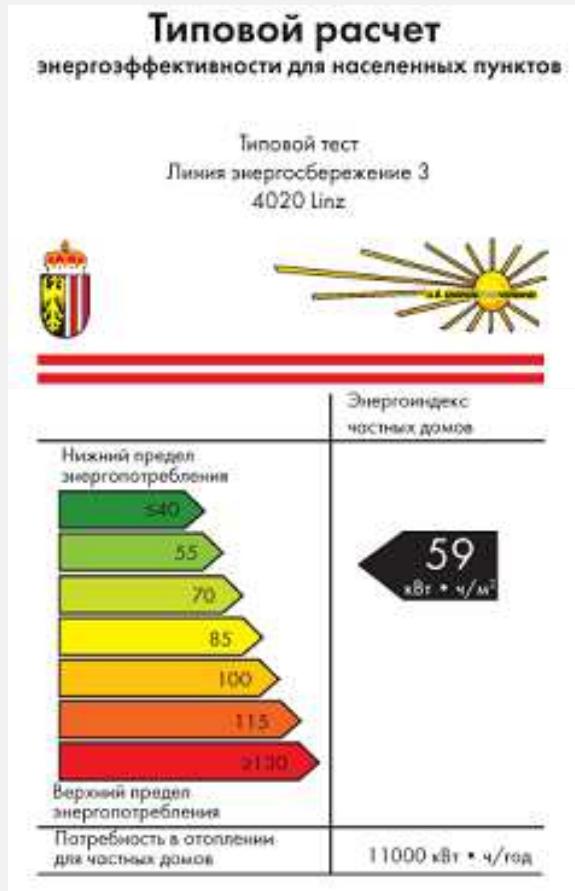 Типовой расчет
энергоэффективности для населенных пунктов
Типовой тест
Линия энергосбережение 3
4020 Linz
Энергоиндекс
частных домов
Нижний предел
энергопотребления
≤40
55
59
кВт • ч/м²
70
85
100
115
≥130
Верхний предел
энергопотребления
Потребность в отоплении
для частных домов
11000 кВт • ч/год